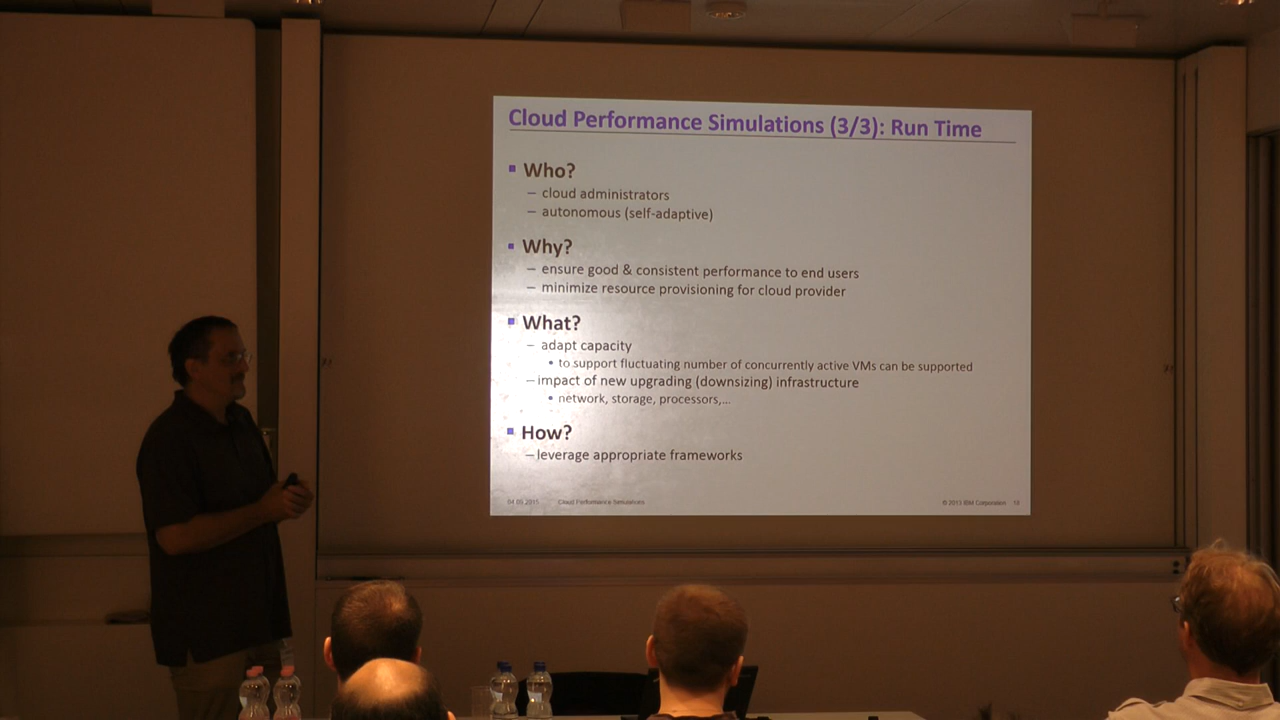 Cloud Performance Simulations (3/3): Run Time
▪ Who?
– cloud administrators
– autonomous (self-adaptive)
▪ Why?
– ensure good & consistent performance to end users
– minimize resource provisioning for cloud provider
▪ What?
– adapt capacity
• to support fluctuating number of concurrently active VMs can be supported
– impact of new upgrading (downsizing) infrastructure
• network, storage, processors,...
▪ How?
– leverage appropriate frameworks
Cloud Performance Simulations © 2013 IBM Corporation